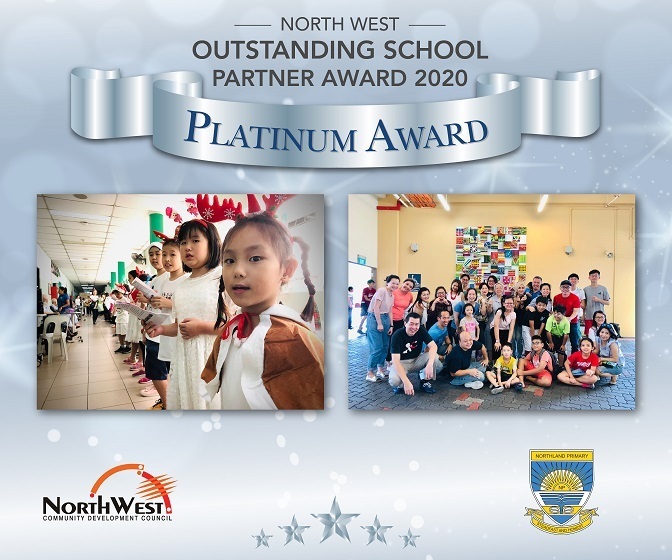 NORTH WEST
OUTSTANDING SCHOOL
PARTNER AWARD 2020
PLATINUM AWARD
NORTHWEST
COMMUNITY DEVELOPMENT COUNCIL
NORTHLAND PRIMARY